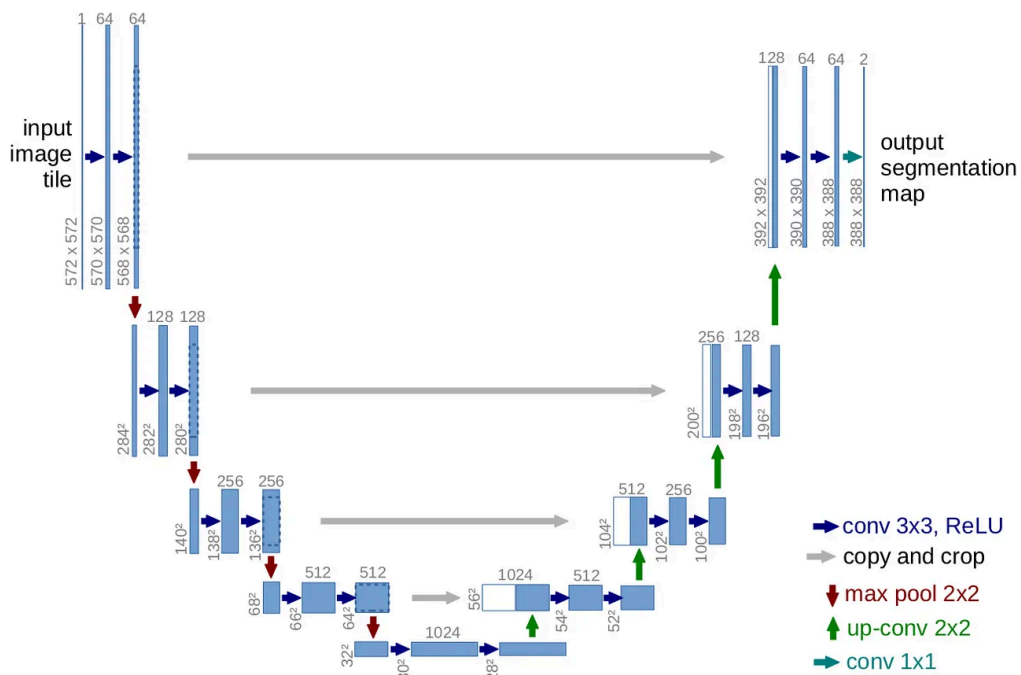 1 64 64
128 64 64 2
input
image
tile
output
segmentation
map
572 x 572
570 x 570
568 x 568
392 x 392
390 x 390
388 x 388
388 x 388
128 128
256 128
284²
282²
280²
200²
198²
196²
256 256
512 256
140²
138²
136²
104²
102²
100²
512 512
1024 512
68²
66²
64²
56²
54²
52²
1024
32²
conv 3x3, ReLU
copy and crop
max pool 2x2
up-conv 2x2
conv 1x1